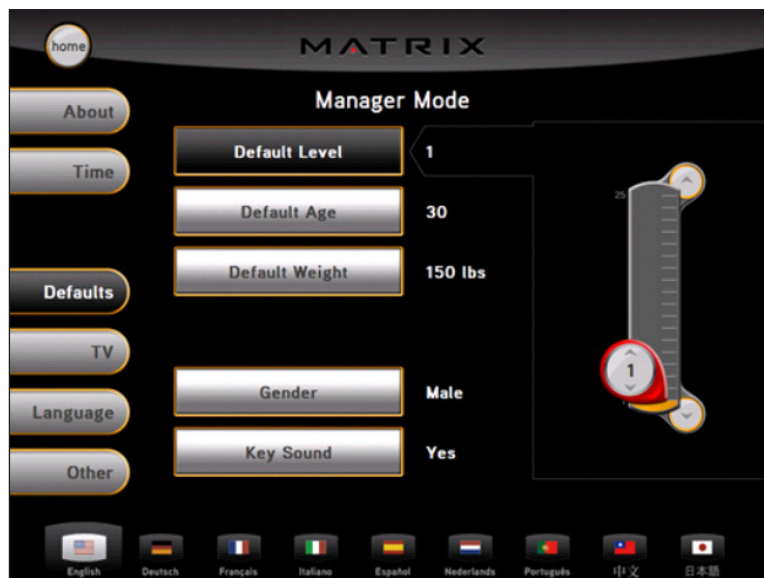 home
MATRIX
Manager Mode
About
Time
Defaults
TV
Language
Other
Default Level
1
Default Age
30
Default Weight
150 lbs
Gender
Male
Key Sound
Yes
25
1
English
Deutsch
Français
Italiano
Español
Nederlands
Português
中文
日本語